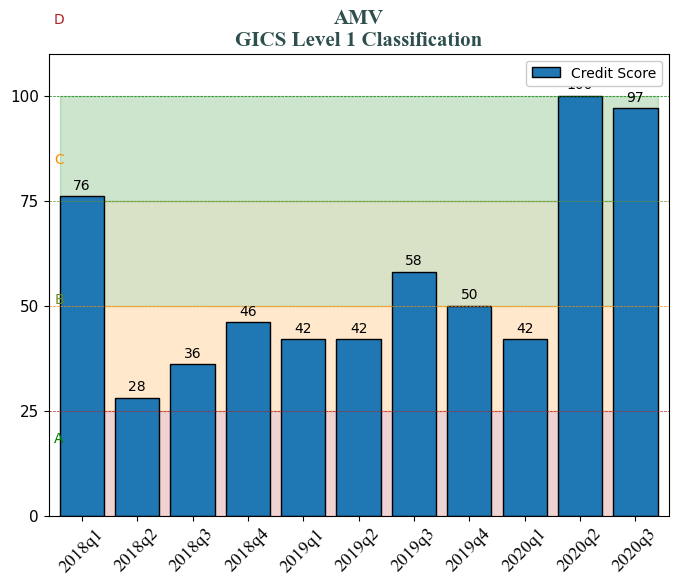 D
AMV
GICS Level 1 Classification
Credit Score
100
100
97
C
76
75
58
B
50
50
46
42
42
42
36
28
25
A
0
2018q1
2018q2
2018q3
2018q4
2019q1
2019q2
2019q3
2019q4
2020q1
2020q2
2020q3